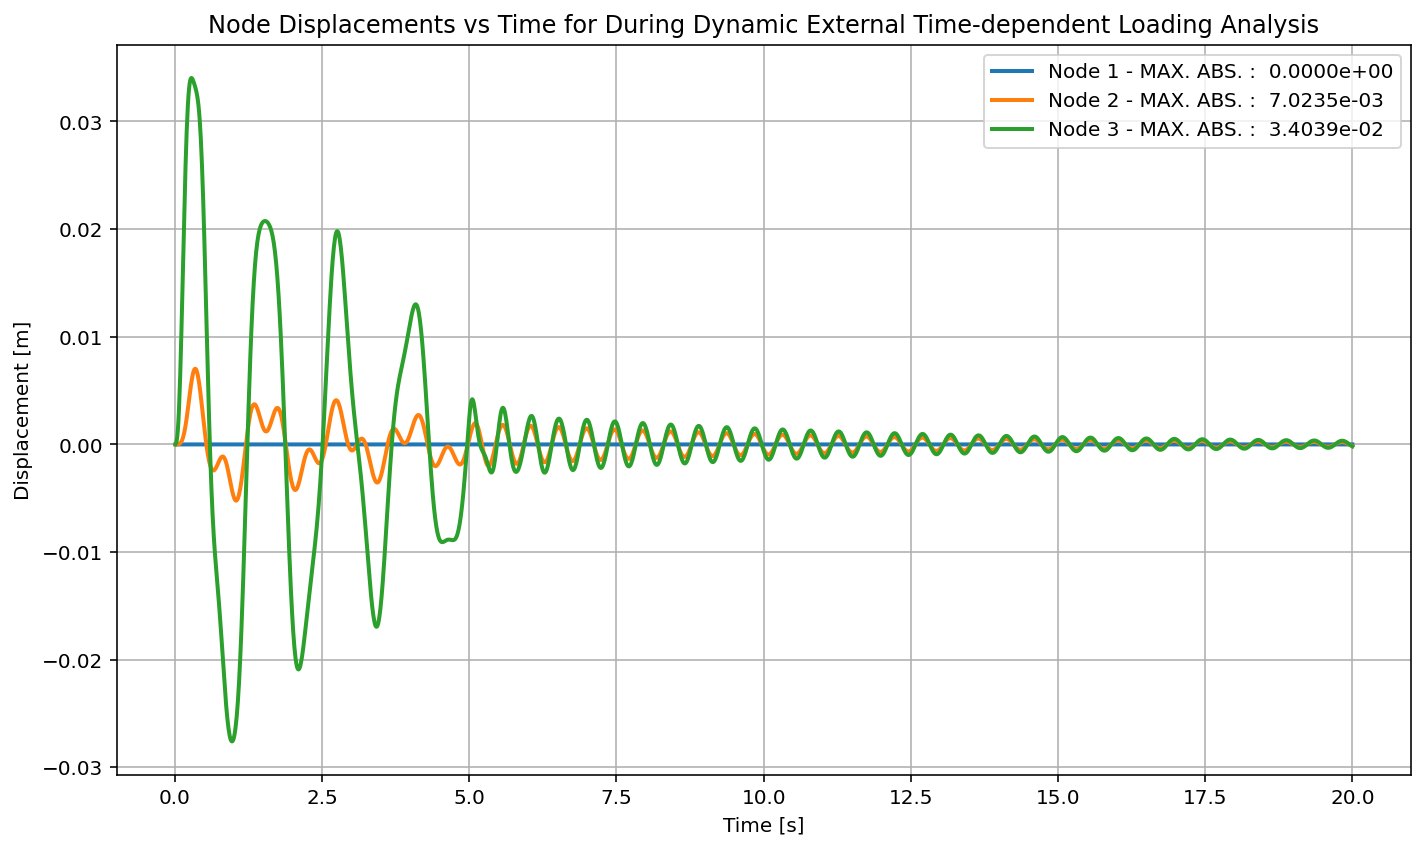 Node Displacements vs Time for During Dynamic External Time-dependent Loading Analysis
Node 1 - MAX. ABS. : 0.0000e+00
Node 2 - MAX. ABS. : 7.0235e-03
Node 3 - MAX. ABS. : 3.4039e-02
Displacement [m]
0.03
0.02
0.01
0.00
−0.01
−0.02
−0.03
0.0 2.5 5.0 7.5 10.0 12.5 15.0 17.5 20.0
Time [s]